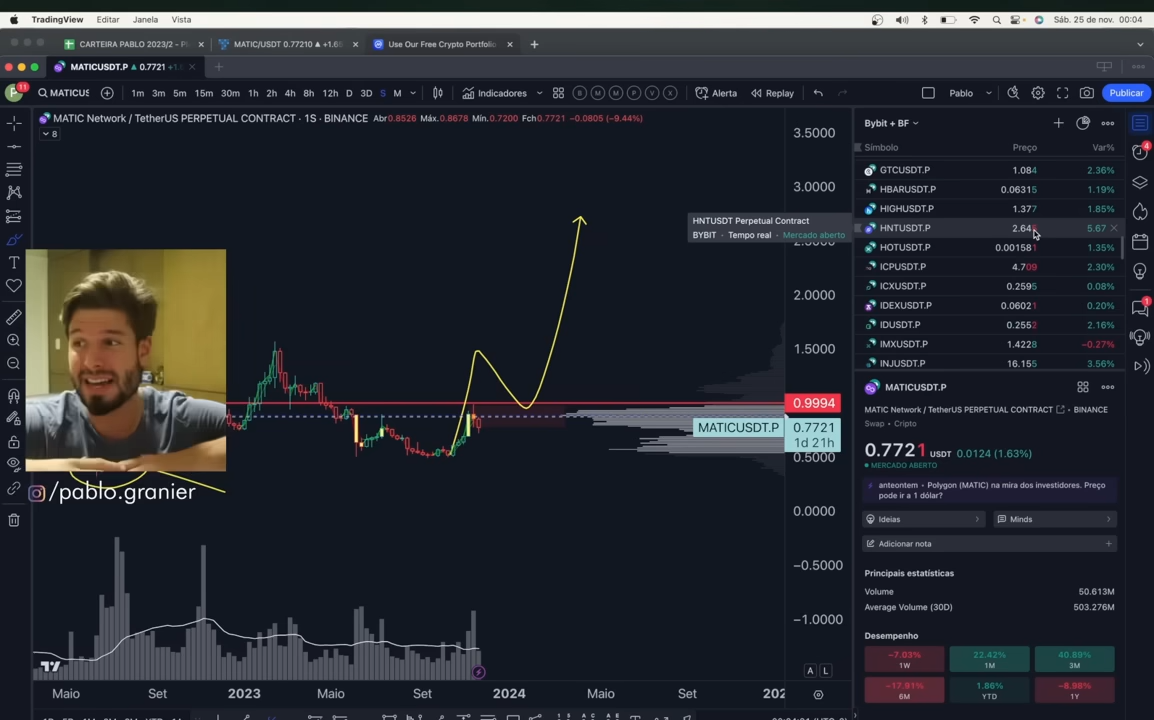 TradingView Editar Janela Vista Sáb. 25 de nov. 00:04
CARTEIRA PABLO 2023/2 – Pl MATIC/USDT 0.77210 ▲ +1.6 Use Our Free Crypto Portfolio
MATICUSDT.P ▲ 0.7721
11 MATICUS 1m 3m 5m 15m 30m 1h 2h 4h 8h 12h D 3D S M Indicadores B M M P V X Alerta Replay Pablo Publicar
MATIC Network / TetherUS PERPETUAL CONTRACT · 1S · BINANCE Abr0.8526 Máx.0.8678 Mín.0.7200 Fch0.7721 −0.0805 (−9.44%)
8
3.5000
3.0000
2.0000
1.5000
0.9994
MATICUSDT.P 0.7721
1d 21h
0.5000
0.0000
−0.5000
−1.0000
HNTUSDT Perpetual Contract
BYBIT · Tempo real · Mercado aberto
/pablo.granier
A L
Maio Set 2023 Maio Set 2024 Maio Set 202
Bybit + BF
Símbolo Preço Var%
GTCUSDT.P 1.084 2.36%
HBARUSDT.P 0.06315 1.19%
HIGHUSDT.P 1.377 1.85%
HNTUSDT.P 2.64 5.67
HOTUSDT.P 0.001581 1.35%
ICPUSDT.P 4.709 2.30%
ICXUSDT.P 0.2595 0.08%
IDEXUSDT.P 0.06021 0.20%
IDUSDT.P 0.2552 2.16%
IMXUSDT.P 1.4228 −0.27%
INJUSDT.P 16.155 3.56%
MATICUSDT.P
MATIC Network / TetherUS PERPETUAL CONTRACT • BINANCE
Swap • Cripto
0.7721 USDT 0.0124 (1.63%)
MERCADO ABERTO
anteontem • Polygon (MATIC) na mira dos investidores. Preço
pode ir a 1 dólar?
Ideias Minds
Adicionar nota
Principais estatísticas
Volume 50.613M
Average Volume (30D) 503.276M
Desempenho
−7.03% 22.42% 40.89%
1W 1M 3M
−17.91% 1.86% −8.98%
6M YTD 1Y
4
1